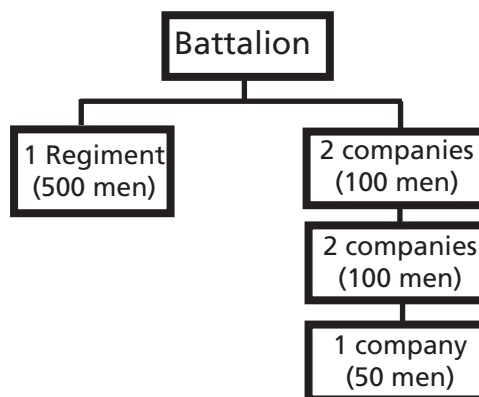 Battalion
1 Regiment
(500 men)
2 companies
(100 men)
2 companies
(100 men)
1 company
(50 men)